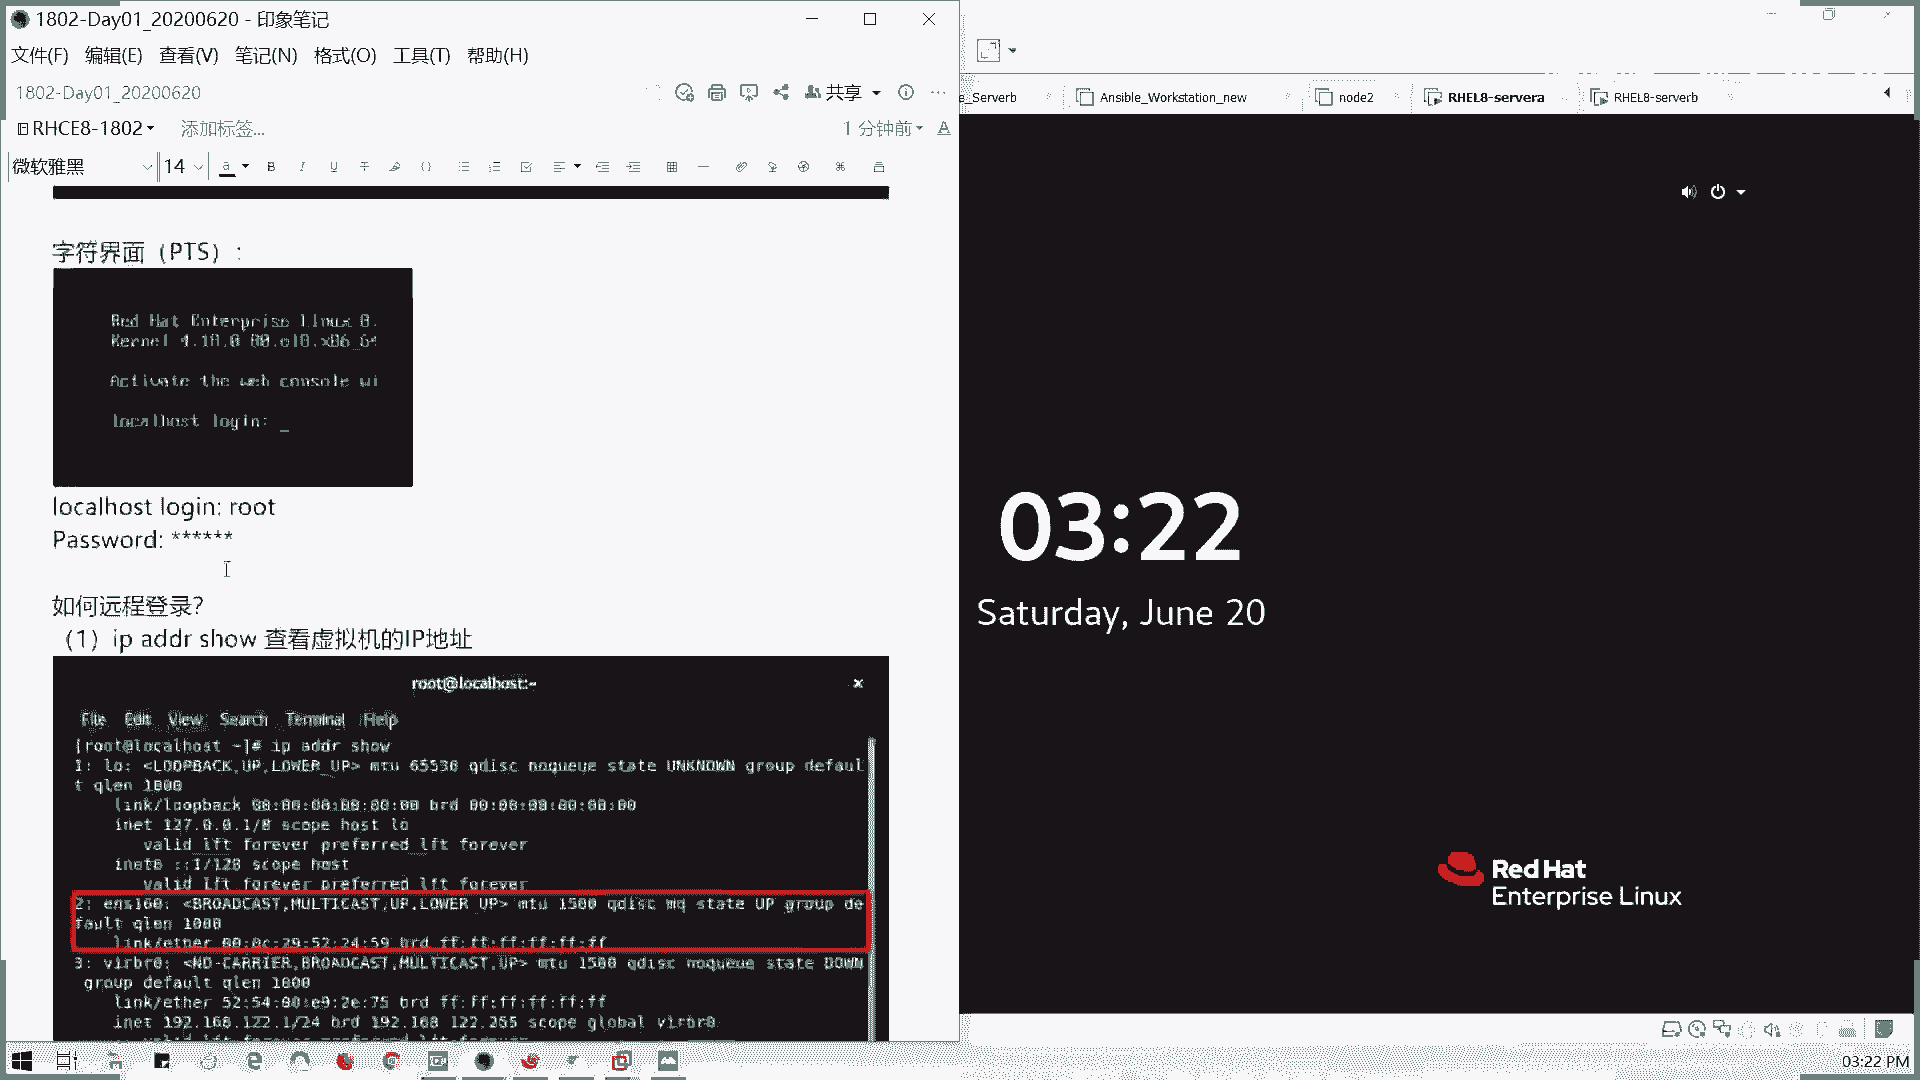 1802-Day01_20200620 - 印象笔记
文件(F) 编辑(E) 查看(V) 笔记(N) 格式(O) 工具(T) 帮助(H)
1802-Day01_20200620
共享
RHCE8-1802
添加标签...
1 分钟前
微软雅黑
14
字符界面（PTS）:
Red Hat Enterprise Linux 8.
Kernel 4.18.0-80.el8.x86_64
Activate the web console wi
localhost login: _
localhost login: root
Password: ******
如何远程登录?
（1）ip addr show 查看虚拟机的IP地址
root@localhost:~
File Edit View Search Terminal Help
[root@localhost ~]# ip addr show
1: lo: <LOOPBACK,UP,LOWER_UP> mtu 65536 qdisc noqueue state UNKNOWN group defaul
t qlen 1000
link/loopback 00:00:00:00:00:00 brd 00:00:00:00:00:00
inet 127.0.0.1/8 scope host lo
valid_lft forever preferred_lft forever
inet6 ::1/128 scope host
valid_lft forever preferred_lft forever
2: ens160: <BROADCAST,MULTICAST,UP,LOWER_UP> mtu 1500 qdisc mq state UP group de
fault qlen 1000
link/ether 00:0c:29:52:24:59 brd ff:ff:ff:ff:ff:ff
3: virbr0: <NO-CARRIER,BROADCAST,MULTICAST,UP> mtu 1500 qdisc noqueue state DOWN
group default qlen 1000
link/ether 52:54:00:e9:2e:75 brd ff:ff:ff:ff:ff:ff
inet 192.168.122.1/24 brd 192.168.122.255 scope global virbr0
e_Serverb
Ansible_Workstation_new
node2
RHEL8-servera
RHEL8-serverb
03:22
Saturday, June 20
Red Hat
Enterprise Linux
03:22 PM